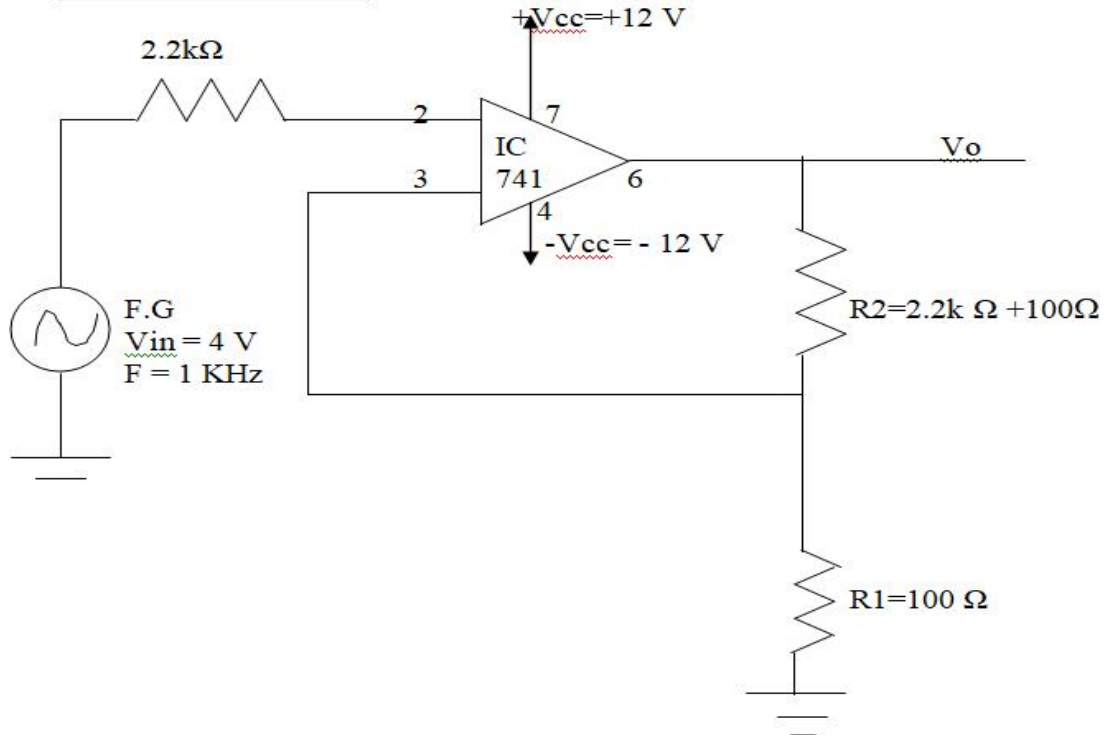 +Vcc=+12 V
2.2kΩ
2
7
IC
741
3
6
Vo
4
-Vcc= - 12 V
F.G
Vin = 4 V
F = 1 KHz
R2=2.2k Ω +100Ω
R1=100 Ω